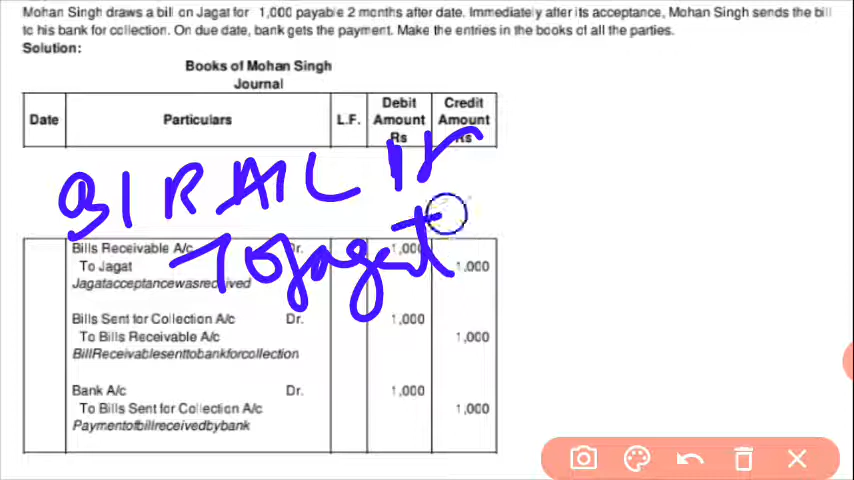 Mohan Singh draws a bill on Jagat for 1,000 payable 2 months after date. Immediately after its acceptance, Mohan Singh sends the bill
to his bank for collection. On due date, bank gets the payment. Make the entries in the books of all the parties.
Solution:
Books of Mohan Singh
Journal
Date Particulars L.F. Debit Amount Rs Credit Amount Rs
B/R A/C Dr
To Jagat
Bills Receivable A/c Dr. 1,000
To Jagat 1,000
Jagatacceptancewasreceived
Bills Sent for Collection A/c Dr. 1,000
To Bills Receivable A/c 1,000
BillReceivablesenttobankforcollection
Bank A/c Dr. 1,000
To Bills Sent for Collection A/c 1,000
Paymentofbillreceivedbybank